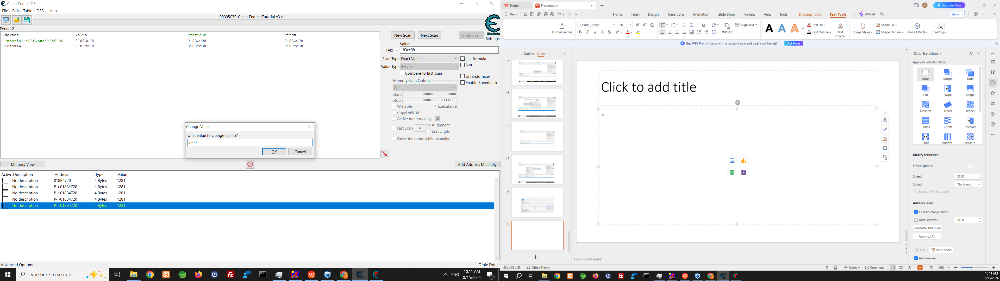 Cheat Engine 7.5
File Edit Table D3D Help
00005C70-Cheat Engine Tutorial v3.4
Found:2
Address Value Previous First
"Tutorial-i386.exe"+2566E0 0183CC08 0183CC08 0183CC08
018E9F14 0183CC08 0183CC08 0183CC08
New Scan Next Scan Undo Scan
Cheat Engine
Settings
Value:
Hex 183cc08
Scan Type Exact Value Lua formula
Not
Value Type 4 Bytes
Compare to first scan
Unrandomizer
Memory Scan Options
Enable Speedhack
All
Start 0000000000000000
Stop 00007fffffffffff
Writable Executable
CopyOnWrite
Active memory only
Fast Scan 4 Alignment
Last Digits
Pause the game while scanning
Change Value
what value to change this to?
5000
OK Cancel
Memory View Add Address Manually
Active Description Address Type Value
No description 018B4720 4 Bytes 1281
No description P->018B4720 4 Bytes 1281
No description P->018B4720 4 Bytes 1281
No description P->018B4720 4 Bytes 1281
No description P->018B4720 4 Bytes 1281
Advanced Options Table Extras
Type here to search
ENG 10:11 AM
8/15/2024
1
Home Presentation1 Upgrade Now
Menu Home Insert Design Transitions Animation Slide Show Review View Tools Drawing Tools Text Tools WPS AI Share
Format Painter
Calibri (Body) 28
Align Text
WPSArt
A A A
Text Fill
Text Outline
Text
Effects
Shape Styles
Shape Fill
Shape Outline
Shape Effects
Settings
Buy WPS Pro gift cards with a discount now and treat your friends! Act Now
Outline Slides
49
50
51
52
53
Click to add title
Click to add notes
Slide Transition
Apply to Selected Slides
None Morph Fade
Cut Wipe Shape
Dissolve News Wheel
Blinds Comb Uncover
Split Random ... Checkerb...
Modify transition
Effect Options:
Speed: 00.50
Sound: [No Sound]
Loop until next sound
Advance slide
Click to change slides
Auto, interval: 00:00
Rehearse This Slide
Apply to All
Play Slide Show
AutoPreview
Slide 53 / 53 Office Theme Notes Comment 96%
10:11 AM
8/15/2024